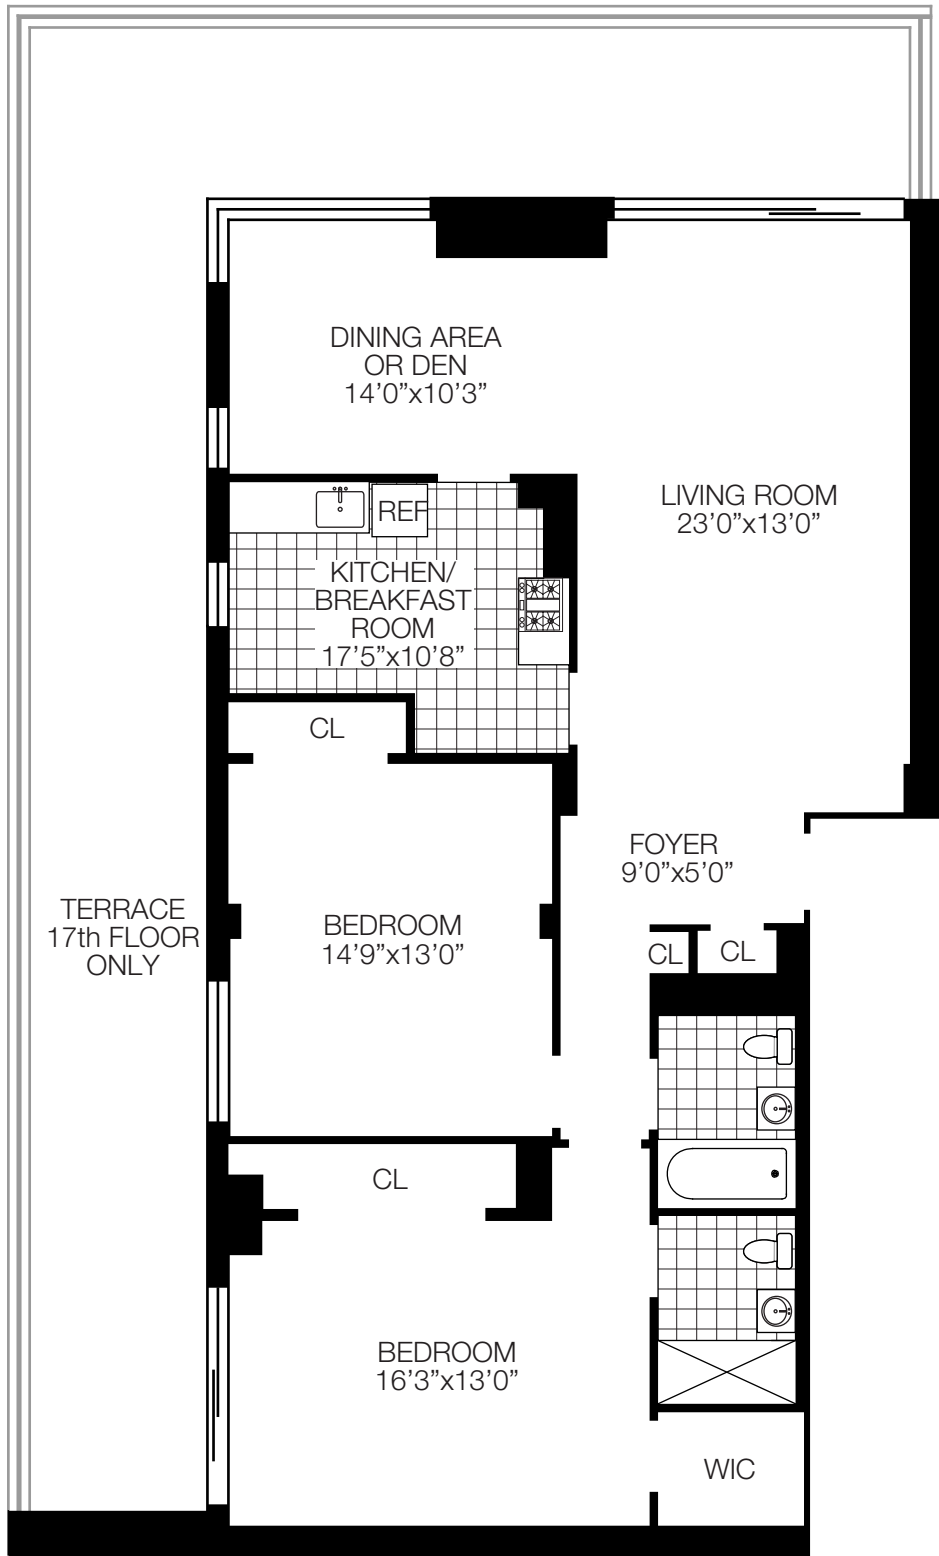 DINING AREA
OR DEN
14’0”x10’3”
LIVING ROOM
23’0”x13’0”
REF
KITCHEN/
BREAKFAST
ROOM
17’5”x10’8”
CL
FOYER
9’0”x5’0”
TERRACE
17th FLOOR
ONLY
BEDROOM
14’9”x13’0”
CL
CL
CL
BEDROOM
16’3”x13’0”
WIC